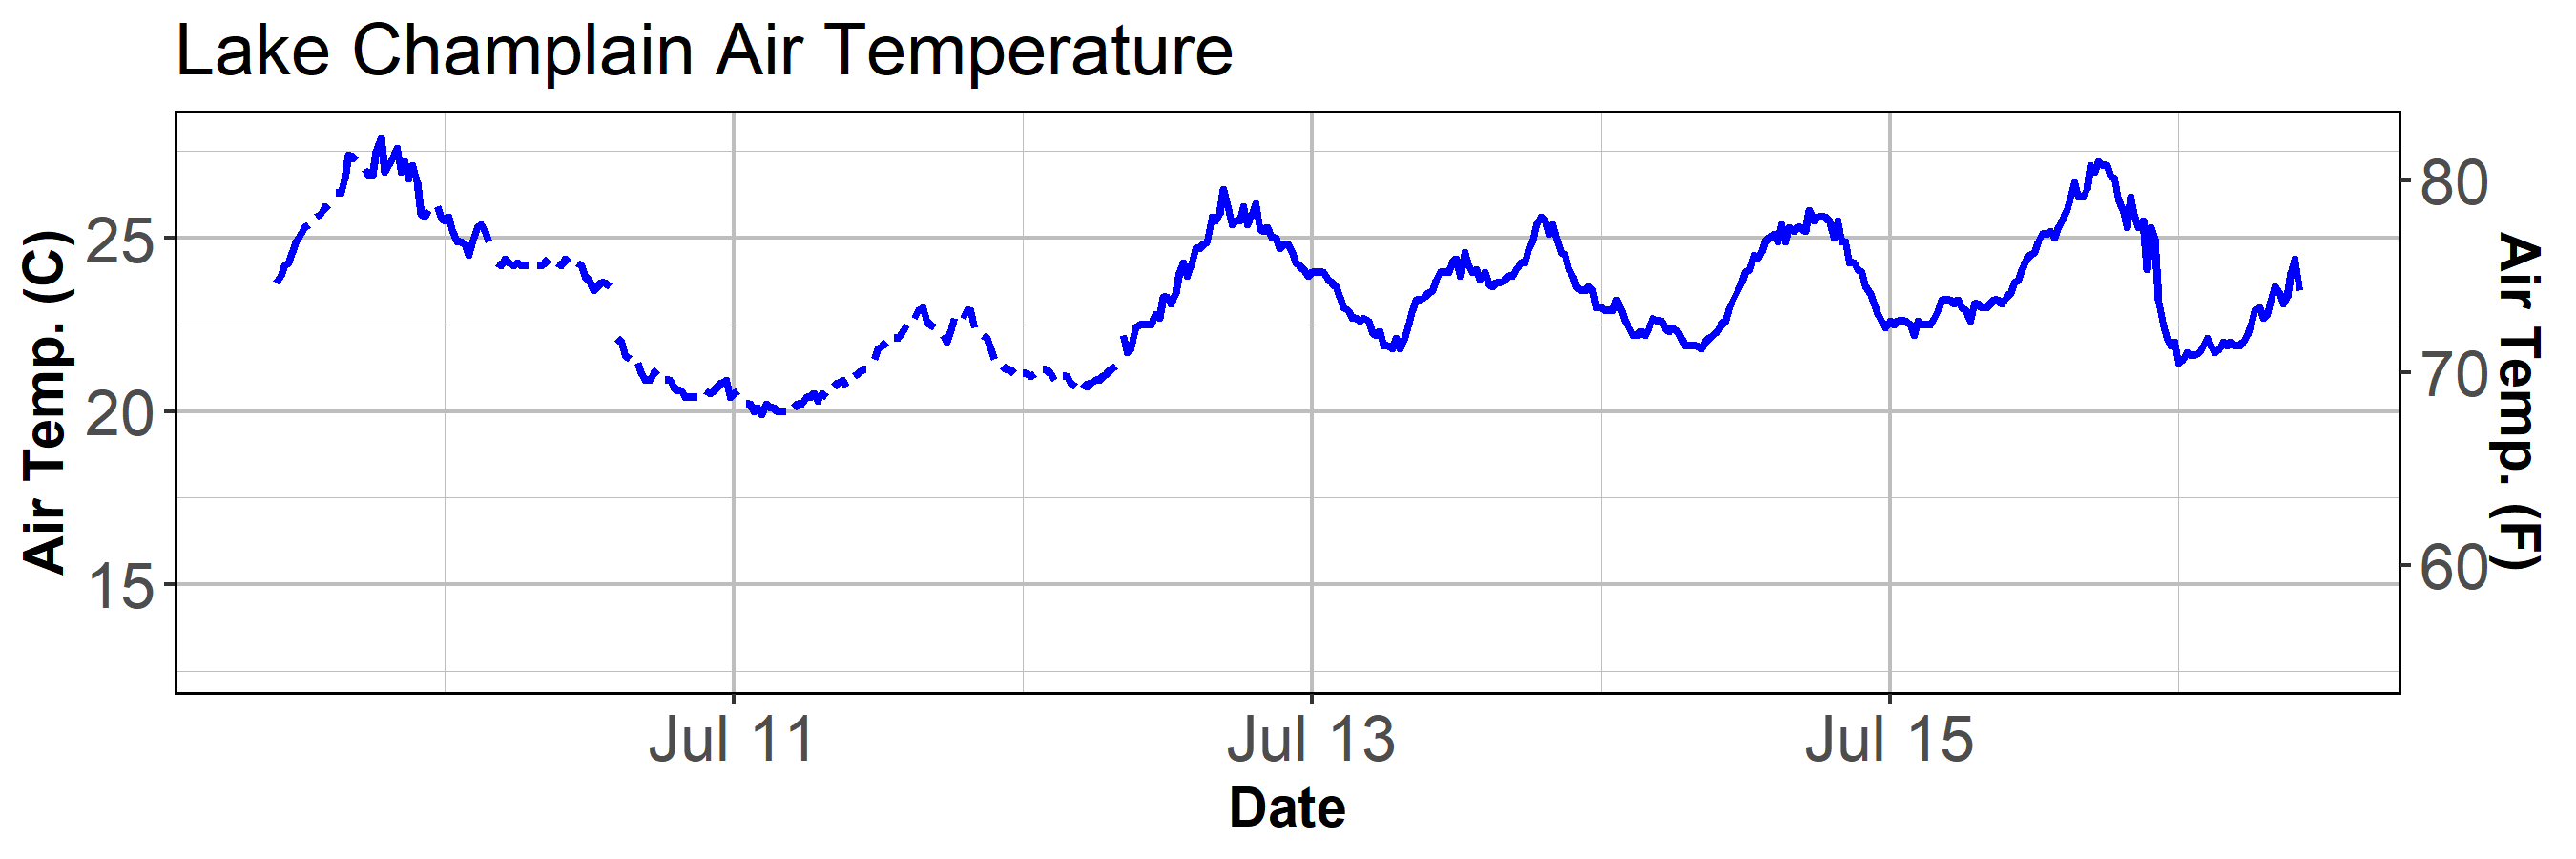 Lake Champlain Air Temperature
Air Temp. (C)
25
20
15
80
70
60
Air Temp. (F)
Jul 11
Jul 13
Jul 15
Date